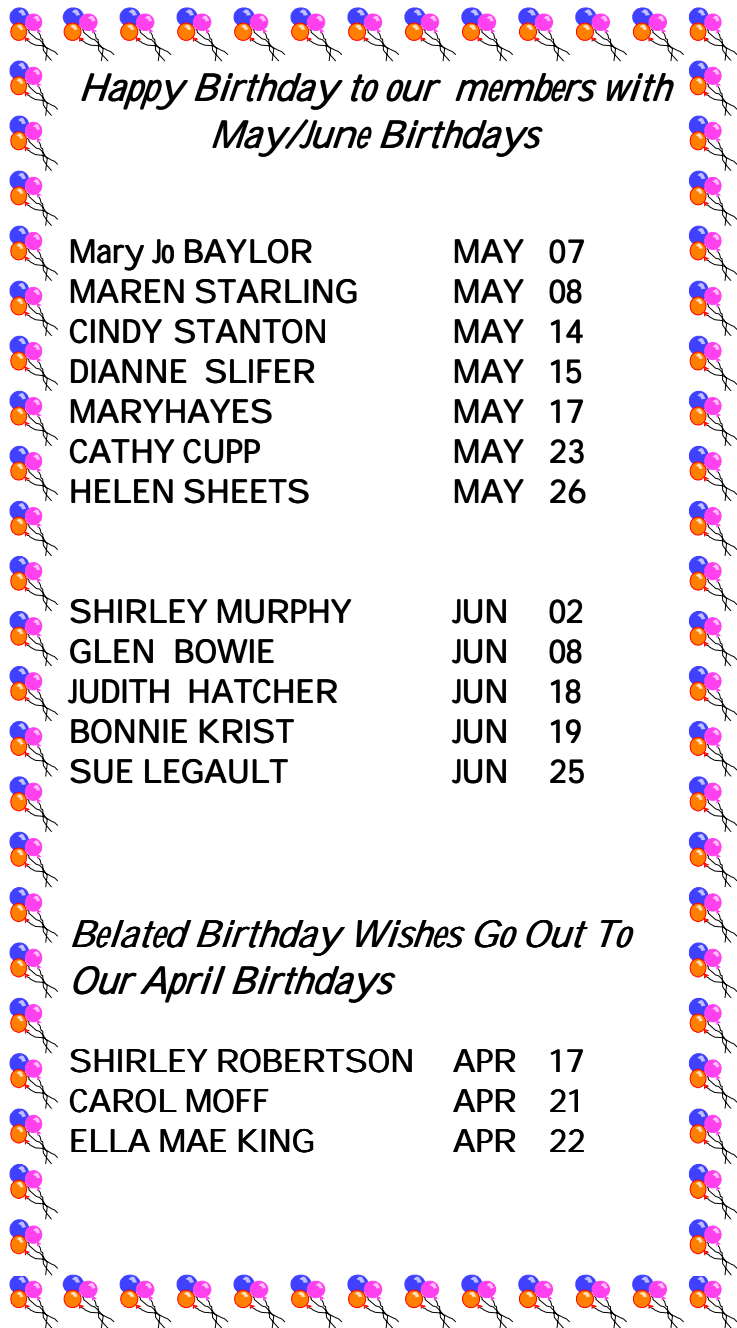 Happy Birthday to our members with
May/June Birthdays
Mary Jo BAYLOR MAY 07
MAREN STARLING MAY 08
CINDY STANTON MAY 14
DIANNE SLIFER MAY 15
MARYHAYES MAY 17
CATHY CUPP MAY 23
HELEN SHEETS MAY 26
SHIRLEY MURPHY JUN 02
GLEN BOWIE JUN 08
JUDITH HATCHER JUN 18
BONNIE KRIST JUN 19
SUE LEGAULT JUN 25
Belated Birthday Wishes Go Out To
Our April Birthdays
SHIRLEY ROBERTSON APR 17
CAROL MOFF APR 21
ELLA MAE KING APR 22